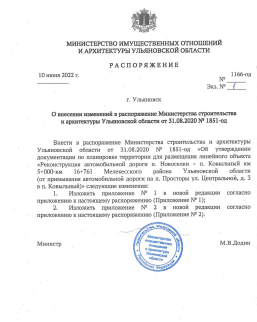 МИНИСТЕРСТВО ИМУЩЕСТВЕННЫХ ОТНОШЕНИЙ
И АРХИТЕКТУРЫ УЛЬЯНОВСКОЙ ОБЛАСТИ
РАСПОРЯЖЕНИЕ
10 июня 2022 г.
№ 1166-од
Экз. № 1
г. Ульяновск
О внесении изменений в распоряжение Министерства строительства
и архитектуры Ульяновской области от 31.08.2020 № 1851-од
Внести в распоряжение Министерства строительства и архитектуры
Ульяновской области от 31.08.2020 № 1851-од «Об утверждении
документации по планировке территории для размещения линейного объекта
«Реконструкция автомобильной дороги п. Новоселки – п. Ковыльный км
5+000-км 16+761 Мелекесского района Ульяновской области
(от примыкания автомобильной дороги на х. Просторы ул. Центральной, д. 3
в п. Ковыльный)» следующие изменения:
1. Изложить приложение № 1 в новой редакции согласно
приложению к настоящему распоряжению (Приложение № 1);
2. Изложить приложение № 2 в новой редакции согласно
приложению к настоящему распоряжению (Приложение № 2).
Министр
М.В.Додин